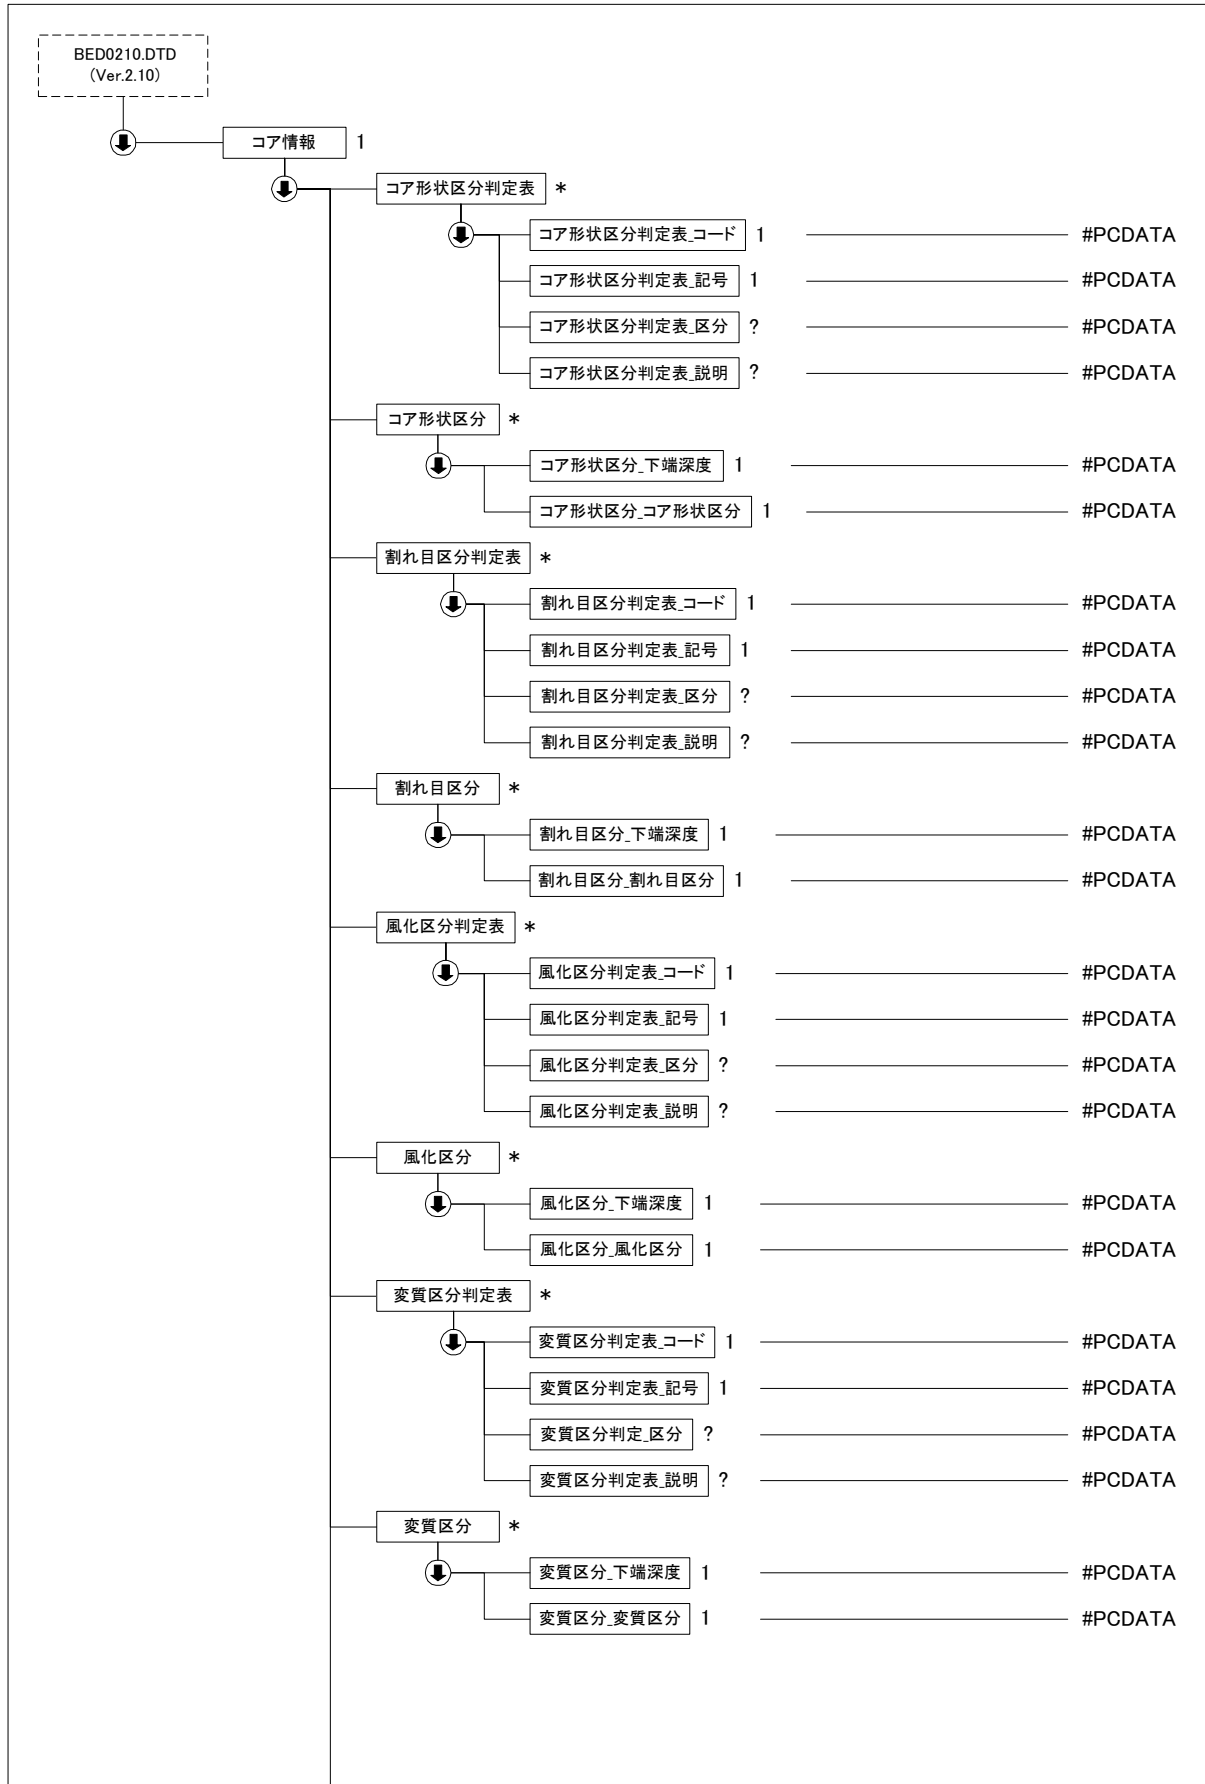 BED0210.DTD
(Ver.2.10)
コア情報 1
コア形状区分判定表 *
コア形状区分判定表_コード 1 #PCDATA
コア形状区分判定表_記号 1 #PCDATA
コア形状区分判定表_区分 ? #PCDATA
コア形状区分判定表_説明 ? #PCDATA
コア形状区分 *
コア形状区分_下端深度 1 #PCDATA
コア形状区分_コア形状区分 1 #PCDATA
割れ目区分判定表 *
割れ目区分判定表_コード 1 #PCDATA
割れ目区分判定表_記号 1 #PCDATA
割れ目区分判定表_区分 ? #PCDATA
割れ目区分判定表_説明 ? #PCDATA
割れ目区分 *
割れ目区分_下端深度 1 #PCDATA
割れ目区分_割れ目区分 1 #PCDATA
風化区分判定表 *
風化区分判定表_コード 1 #PCDATA
風化区分判定表_記号 1 #PCDATA
風化区分判定表_区分 ? #PCDATA
風化区分判定表_説明 ? #PCDATA
風化区分 *
風化区分_下端深度 1 #PCDATA
風化区分_風化区分 1 #PCDATA
変質区分判定表 *
変質区分判定表_コード 1 #PCDATA
変質区分判定表_記号 1 #PCDATA
変質区分判定_区分 ? #PCDATA
変質区分判定表_説明 ? #PCDATA
変質区分 *
変質区分_下端深度 1 #PCDATA
変質区分_変質区分 1 #PCDATA